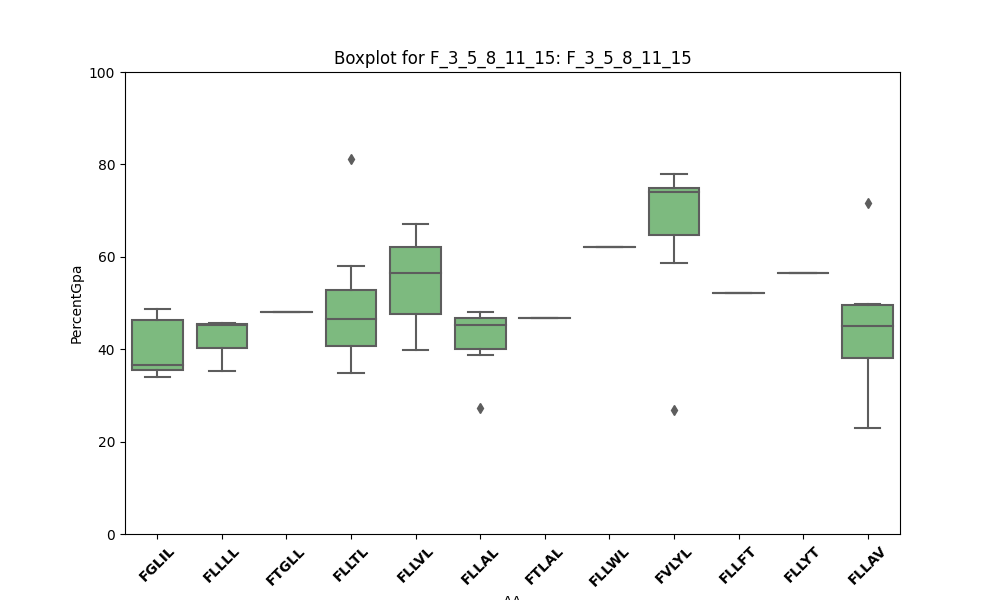 Boxplot for F_3_5_8_11_15: F_3_5_8_11_15
100
80
60
40
20
0
PercentGpa
FGLIL
FLLLL
FTGLL
FLLTL
FLLVL
FLLAL
FTLAL
FLLWL
FVLYL
FLLFT
FLLYT
FLLAV
AA